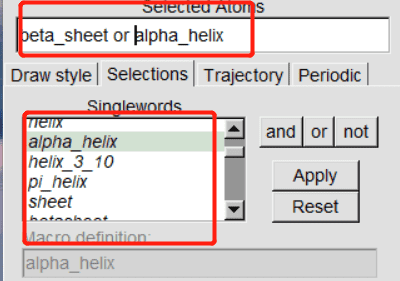 Selected Atoms
beta_sheet or alpha_helix
Draw style Selections Trajectory Periodic
Singlewords
helix
alpha_helix
helix_3_10
pi_helix
sheet
betasheet
and or not
Apply
Reset
Macro definition:
alpha_helix